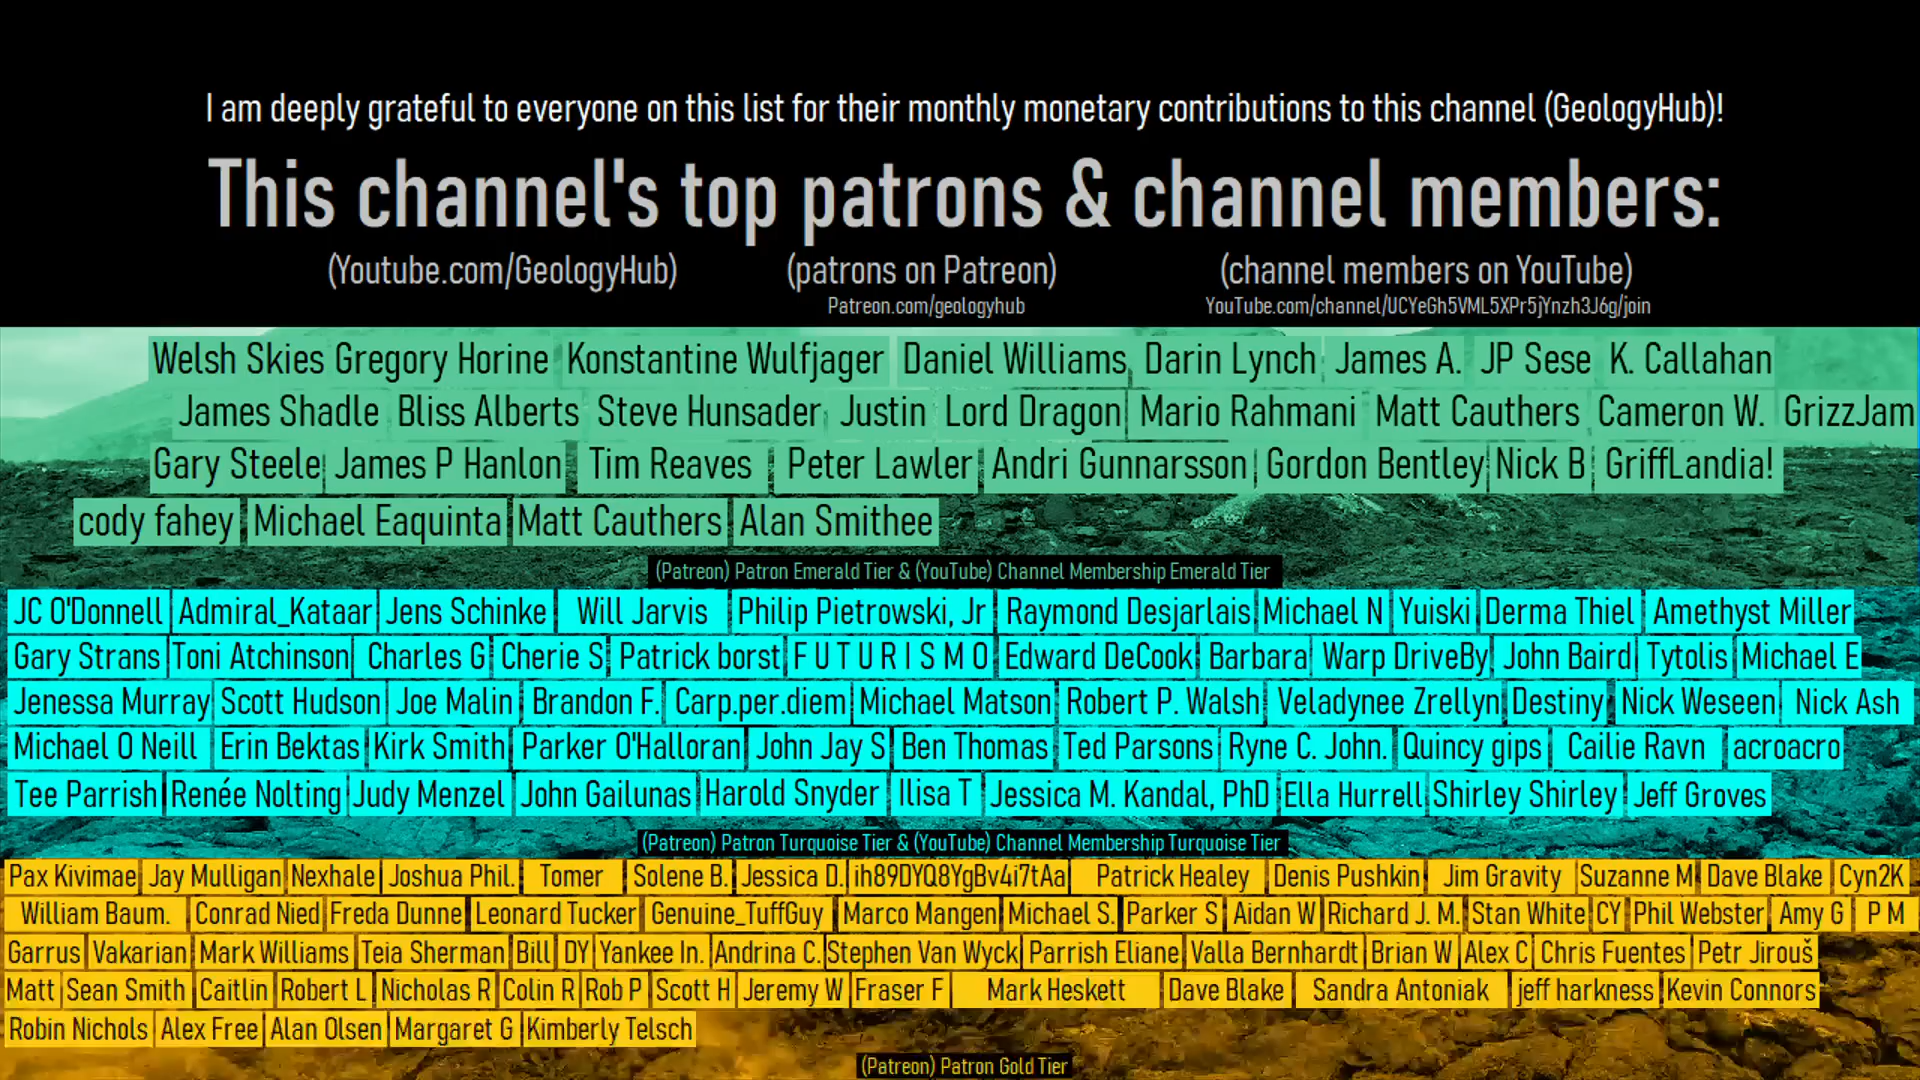 I am deeply grateful to everyone on this list for their monthly monetary contributions to this channel (GeologyHub)!
This channel's top patrons & channel members:
(Youtube.com/GeologyHub) (patrons on Patreon) (channel members on YouTube)
Patreon.com/geologyhub YouTube.com/channel/UCYeGh5VML5XPr5jYnzh3J6g/join
Welsh Skies Gregory Horine Konstantine Wulfjager Daniel Williams Darin Lynch James A. JP Sese K. Callahan
James Shadle Bliss Alberts Steve Hunsader Justin Lord Dragon Mario Rahmani Matt Cauthers Cameron W. GrizzJam
Gary Steele James P Hanlon Tim Reaves Peter Lawler Andri Gunnarsson Gordon Bentley Nick B GriffLandia!
cody fahey Michael Eaquinta Matt Cauthers Alan Smithee
(Patreon) Patron Emerald Tier & (YouTube) Channel Membership Emerald Tier
JC O'Donnell Admiral_Kataar Jens Schinke Will Jarvis Philip Pietrowski, Jr Raymond Desjarlais Michael N Yuiski Derma Thiel Amethyst Miller
Gary Strans Toni Atchinson Charles G Cherie S Patrick borst F U T U R I S M O Edward DeCook Barbara Warp DriveBy John Baird Tytolis Michael E
Jenessa Murray Scott Hudson Joe Malin Brandon F. Carp.per.diem Michael Matson Robert P. Walsh Veladynee Zrellyn Destiny Nick Weseen Nick Ash
Michael O Neill Erin Bektas Kirk Smith Parker O'Halloran John Jay S Ben Thomas Ted Parsons Ryne C. John. Quincy gips Cailie Ravn acroacro
Tee Parrish Renée Nolting Judy Menzel John Gailunas Harold Snyder Ilisa T Jessica M. Kandal, PhD Ella Hurrell Shirley Shirley Jeff Groves
(Patreon) Patron Turquoise Tier & (YouTube) Channel Membership Turquoise Tier
Pax Kivimae Jay Mulligan Nexhale Joshua Phil. Tomer Solene B. Jessica D. ih89DYQ8YgBv4i7tAa Patrick Healey Denis Pushkin Jim Gravity Suzanne M Dave Blake Cyn2K
William Baum. Conrad Nied Freda Dunne Leonard Tucker Genuine_TuffGuy Marco Mangen Michael S. Parker S Aidan W Richard J. M. Stan White CY Phil Webster Amy G P M
Garrus Vakarian Mark Williams Teia Sherman Bill DY Yankee In. Andrina C. Stephen Van Wyck Parrish Eliane Valla Bernhardt Brian W Alex C Chris Fuentes Petr Jirouš
Matt Sean Smith Caitlin Robert L Nicholas R Colin R Rob P Scott H Jeremy W Fraser F Mark Heskett Dave Blake Sandra Antoniak jeff harkness Kevin Connors
Robin Nichols Alex Free Alan Olsen Margaret G Kimberly Telsch
(Patreon) Patron Gold Tier